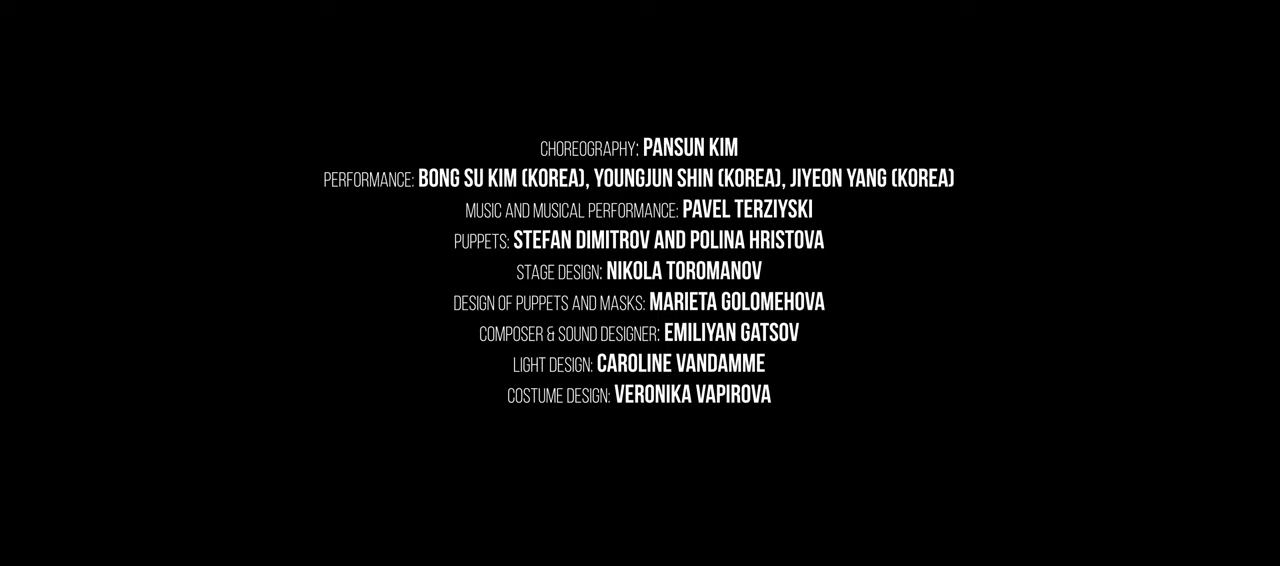 CHOREOGRAPHY: PANSUN KIM
PERFORMANCE: BONG SU KIM (KOREA), YOUNGJUN SHIN (KOREA), JIYEON YANG (KOREA)
MUSIC AND MUSICAL PERFORMANCE: PAVEL TERZIYSKI
PUPPETS: STEFAN DIMITROV AND POLINA HRISTOVA
STAGE DESIGN: NIKOLA TOROMANOV
DESIGN OF PUPPETS AND MASKS: MARIETA GOLOMEHOVA
COMPOSER & SOUND DESIGNER: EMILIYAN GATSOV
LIGHT DESIGN: CAROLINE VANDAMME
COSTUME DESIGN: VERONIKA VAPIROVA